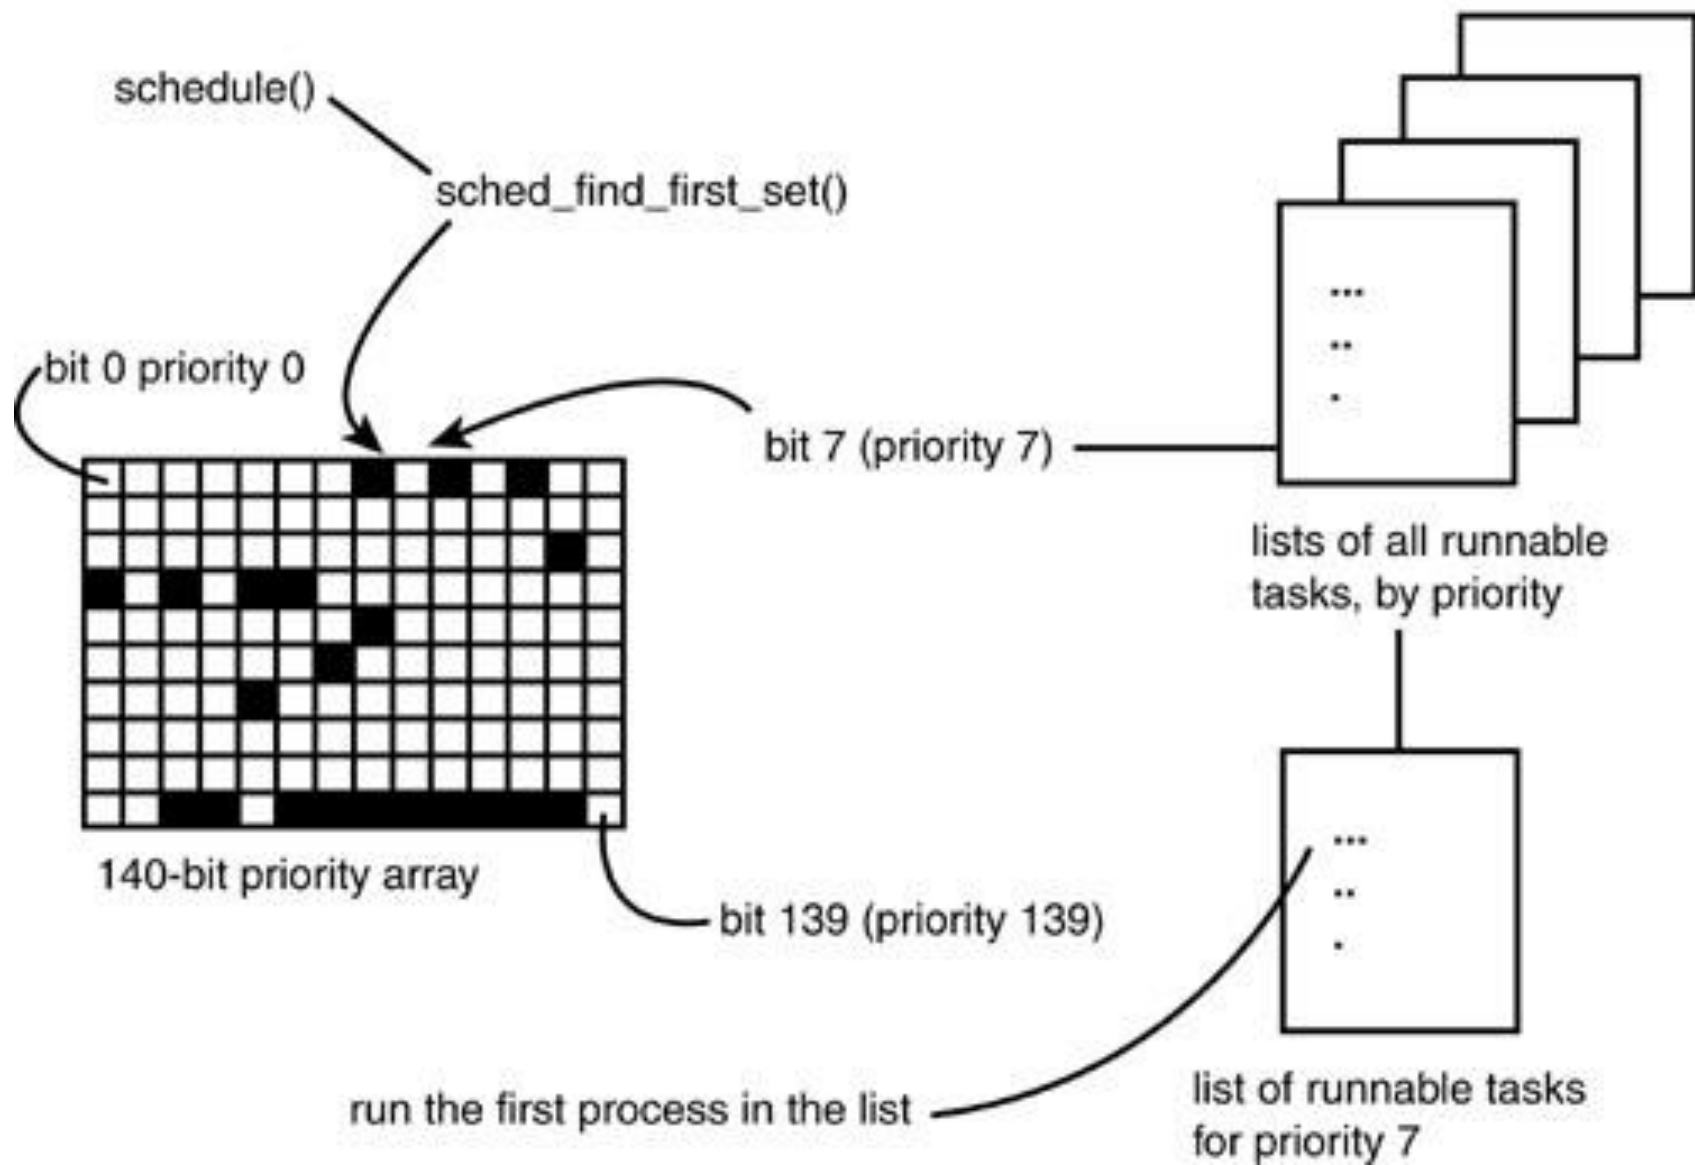 schedule()
sched_find_first_set()
bit 0 priority 0
bit 7 (priority 7)
...
..
.
lists of all runnable
tasks, by priority
140-bit priority array
bit 139 (priority 139)
...
..
.
run the first process in the list
list of runnable tasks
for priority 7